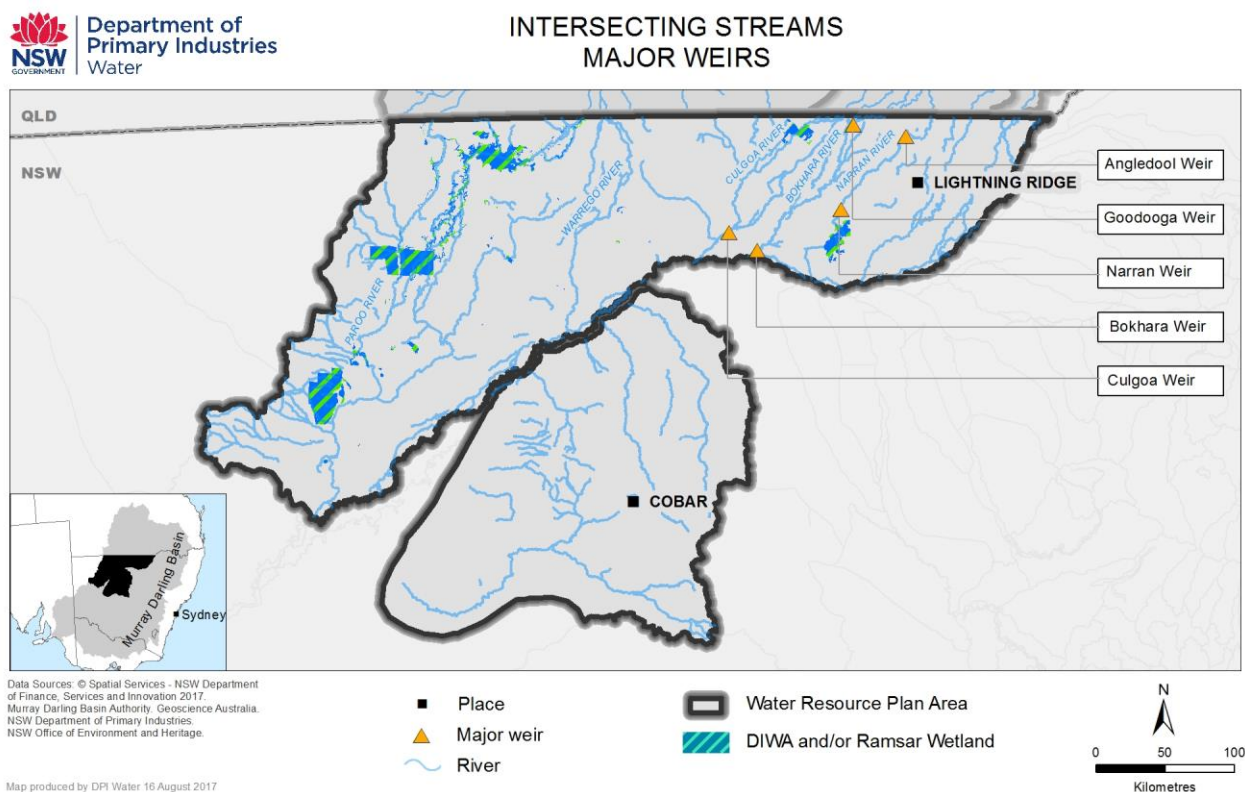 NSW
GOVERNMENT
Department of
Primary Industries
Water
INTERSECTING STREAMS
MAJOR WEIRS
QLD
NSW
CULGOA RIVER
BOKHARA RIVER
NARRAN RIVER
WARREGO RIVER
PAROO RIVER
LIGHTNING RIDGE
COBAR
Angledool Weir
Goodooga Weir
Narran Weir
Bokhara Weir
Culgoa Weir
Murray Darling Basin
Sydney
Data Sources: © Spatial Services - NSW Department
of Finance, Services and Innovation 2017.
Murray Darling Basin Authority. Geoscience Australia.
NSW Department of Primary Industries.
NSW Office of Environment and Heritage.
Map produced by DPI Water 16 August 2017
Place
Major weir
River
Water Resource Plan Area
DIWA and/or Ramsar Wetland
N
0 50 100
Kilometres